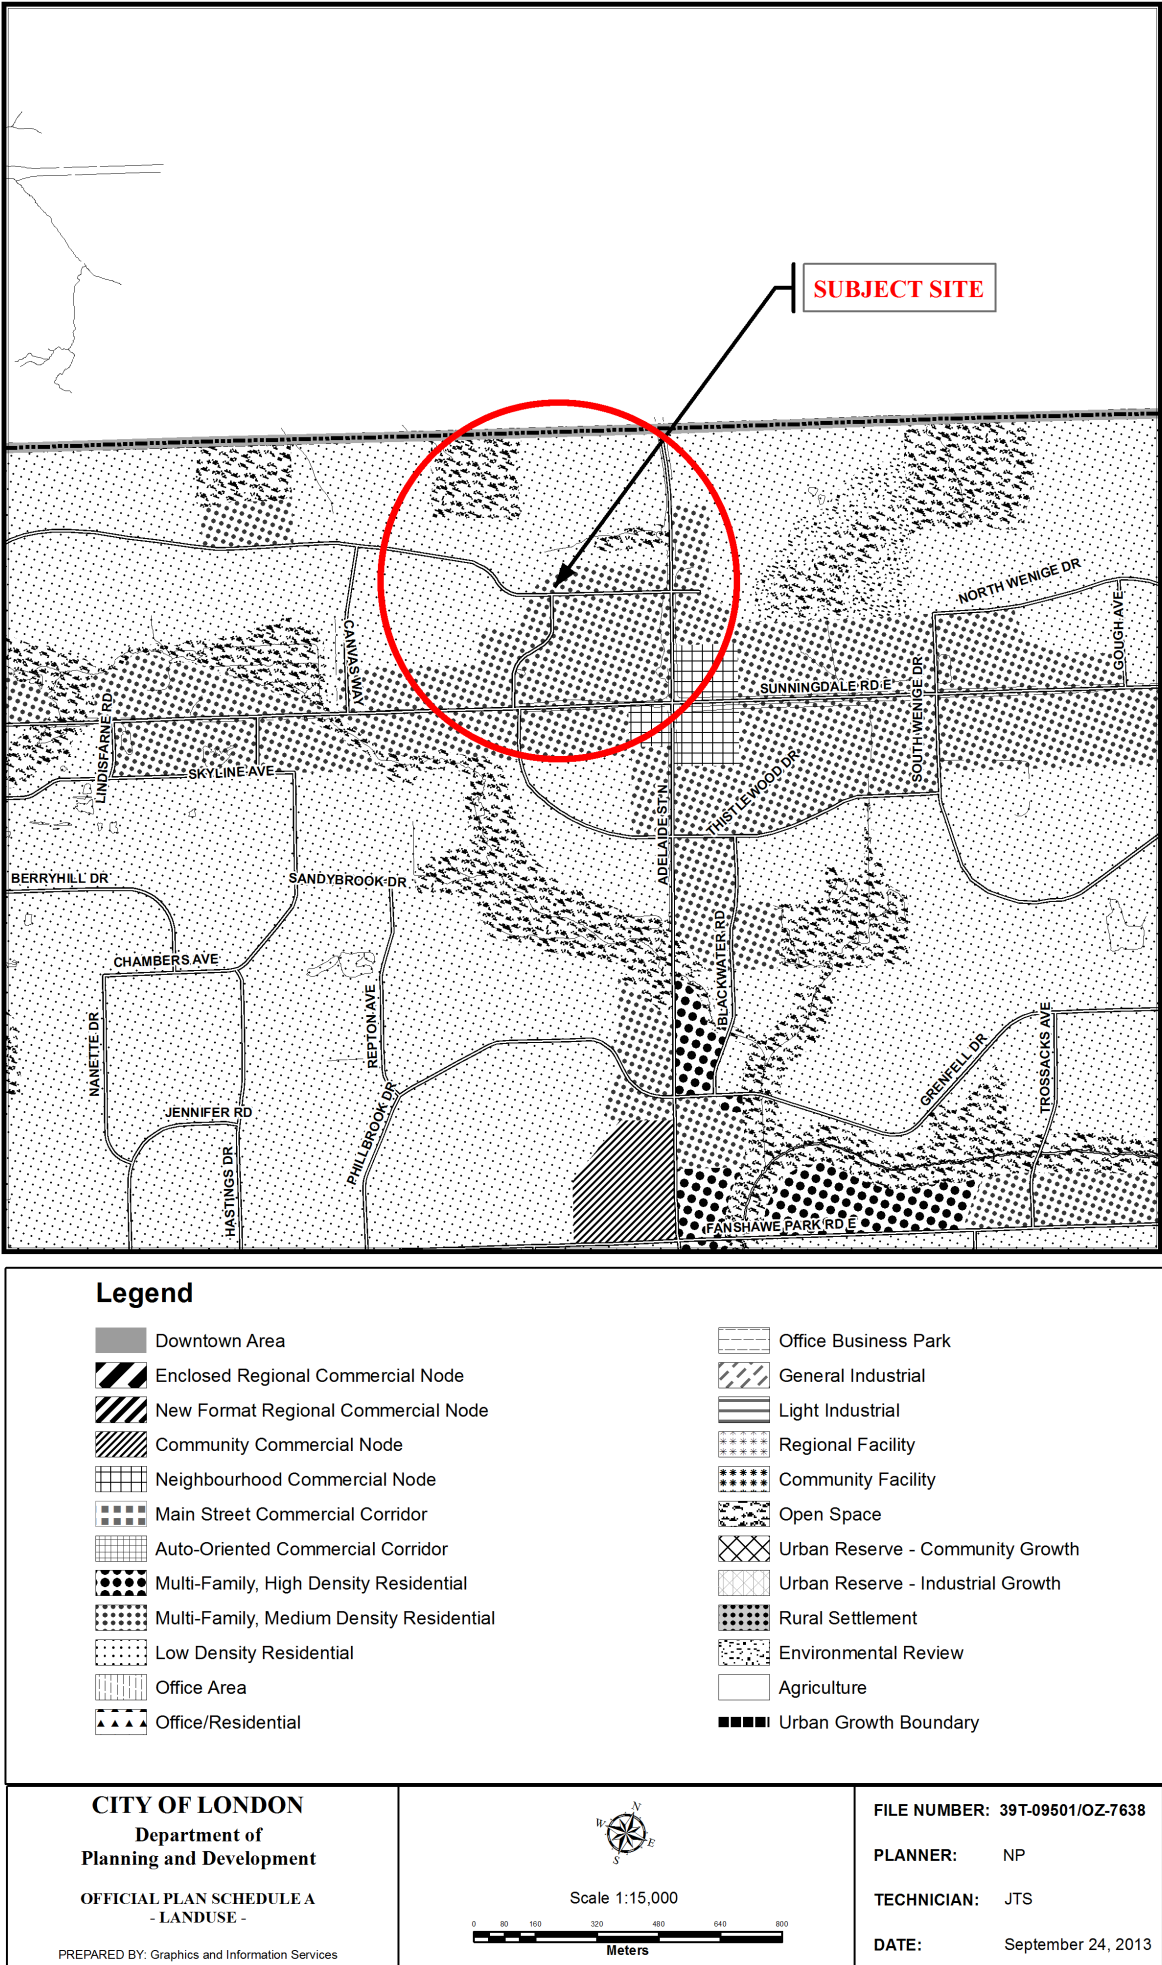 SUBJECT SITE
NORTH WENIGE DR
GOUGH AVE
CANVAS WAY
SUNNINGDALE RD E
SOUTH WENIGE DR
LINDISFARNE RD
SKYLINE AVE
THISTLEWOOD DR
ADELAIDE ST N
BERRYHILL DR
SANDYBROOK DR
CHAMBERS AVE
BLACKWATER RD
NANETTE DR
REPTON AVE
GRENFELL DR
TROSSACKS AVE
JENNIFER RD
PHILLBROOK DR
HASTINGS DR
FANSHAWE PARK RD E
Legend
Downtown Area
Enclosed Regional Commercial Node
New Format Regional Commercial Node
Community Commercial Node
Neighbourhood Commercial Node
Main Street Commercial Corridor
Auto-Oriented Commercial Corridor
Multi-Family, High Density Residential
Multi-Family, Medium Density Residential
Low Density Residential
Office Area
Office/Residential
Office Business Park
General Industrial
Light Industrial
Regional Facility
Community Facility
Open Space
Urban Reserve - Community Growth
Urban Reserve - Industrial Growth
Rural Settlement
Environmental Review
Agriculture
Urban Growth Boundary
CITY OF LONDON
Department of
Planning and Development
OFFICIAL PLAN SCHEDULE A
- LANDUSE -
PREPARED BY: Graphics and Information Services
N
W
E
S
Scale 1:15,000
0 80 160 320 480 640 800
Meters
FILE NUMBER: 39T-09501/OZ-7638
PLANNER: NP
TECHNICIAN: JTS
DATE: September 24, 2013